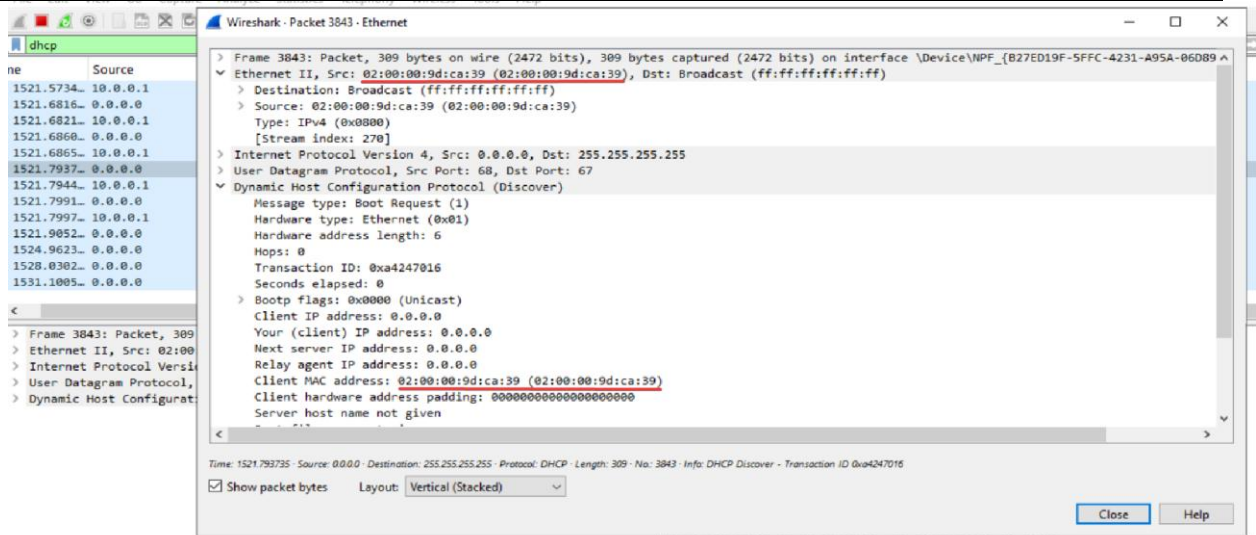 Wireshark · Packet 3843 · Ethernet
dhcp
Source
1521.5734… 10.0.0.1
1521.6816… 0.0.0.0
1521.6821… 10.0.0.1
1521.6860… 0.0.0.0
1521.6865… 10.0.0.1
1521.7937… 0.0.0.0
1521.7944… 10.0.0.1
1521.7991… 0.0.0.0
1521.7997… 10.0.0.1
1521.9052… 0.0.0.0
1524.9623… 0.0.0.0
1528.0302… 0.0.0.0
1531.1005… 0.0.0.0
Frame 3843: Packet, 309
Ethernet II, Src: 02:00
Internet Protocol Versi
User Datagram Protocol,
Dynamic Host Configurat
Frame 3843: Packet, 309 bytes on wire (2472 bits), 309 bytes captured (2472 bits) on interface \Device\NPF_{B27ED19F-5FFC-4231-A95A-06D89
Ethernet II, Src: 02:00:00:9d:ca:39 (02:00:00:9d:ca:39), Dst: Broadcast (ff:ff:ff:ff:ff:ff)
Destination: Broadcast (ff:ff:ff:ff:ff:ff)
Source: 02:00:00:9d:ca:39 (02:00:00:9d:ca:39)
Type: IPv4 (0x0800)
[Stream index: 270]
Internet Protocol Version 4, Src: 0.0.0.0, Dst: 255.255.255.255
User Datagram Protocol, Src Port: 68, Dst Port: 67
Dynamic Host Configuration Protocol (Discover)
Message type: Boot Request (1)
Hardware type: Ethernet (0x01)
Hardware address length: 6
Hops: 0
Transaction ID: 0xa4247016
Seconds elapsed: 0
Bootp flags: 0x0000 (Unicast)
Client IP address: 0.0.0.0
Your (client) IP address: 0.0.0.0
Next server IP address: 0.0.0.0
Relay agent IP address: 0.0.0.0
Client MAC address: 02:00:00:9d:ca:39 (02:00:00:9d:ca:39)
Client hardware address padding: 00000000000000000000
Server host name not given
Time: 1521.793735 · Source: 0.0.0.0 · Destination: 255.255.255.255 · Protocol: DHCP · Length: 309 · No.: 3843 · Info: DHCP Discover - Transaction ID 0xa4247016
Show packet bytes Layout: Vertical (Stacked)
Close Help